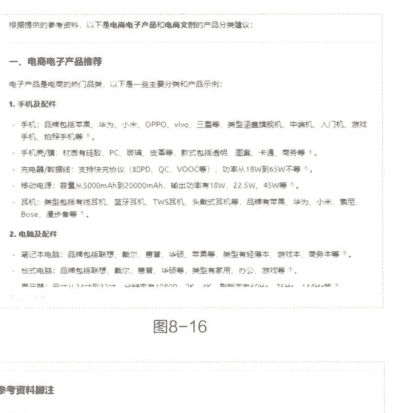 根据提供的参考资料，以下是电商电子产品和电商文创的产品分类建议：
一、电商电子产品推荐
电子产品是电商的热门品类，以下是一些主要分类和产品示例：
1. 手机及配件
· 手机：品牌包括苹果、华为、小米、OPPO、vivo、三星等，类型涵盖旗舰机、中端机、入门机、游戏
手机、拍照手机等
· 手机壳/膜：材质有硅胶、PC、玻璃、皮革等，款式包括透明、图案、卡通、商务等
· 充电器/数据线：支持快充协议（如PD、QC、VOOC等），功率从18W到65W不等
· 移动电源：容量从5000mAh到20000mAh，输出功率有18W、22.5W、45W等
· 耳机：类型包括有线耳机、蓝牙耳机、TWS耳机、头戴式耳机等，品牌有苹果、华为、小米、索尼、
Bose、漫步者等
2. 电脑及配件
· 笔记本电脑：品牌包括联想、戴尔、惠普、华硕、苹果等，类型有轻薄本、游戏本、商务本等
· 台式电脑：品牌包括联想、戴尔、惠普、华硕等，类型有家用、办公、游戏等
图8-16
参考资料脚注